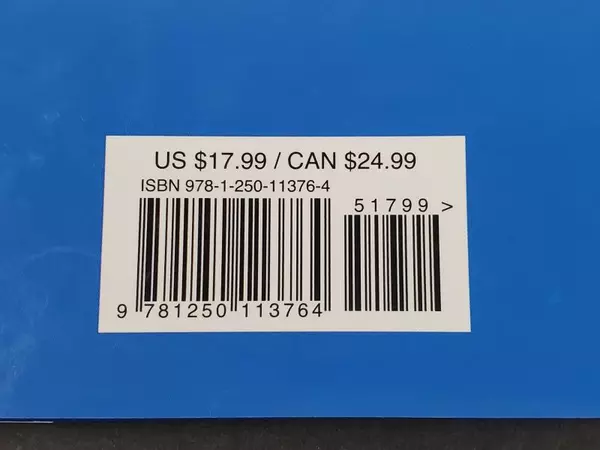 US $17.99 / CAN $24.99
ISBN 978-1-250-11376-4
51799 >
9 781250 113764